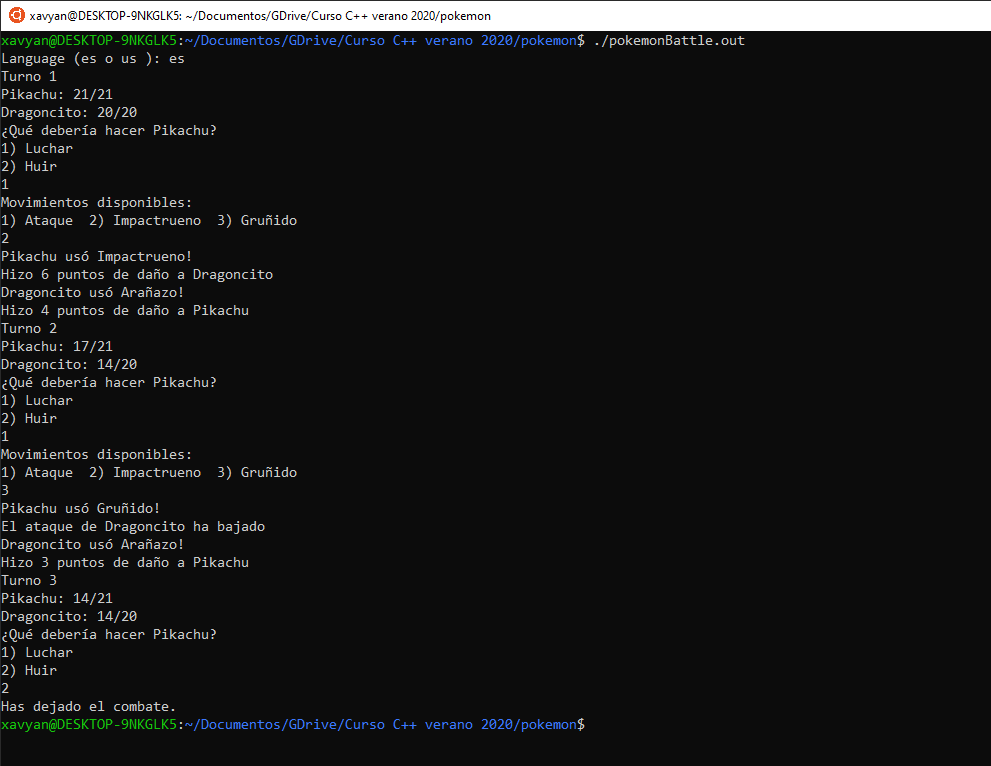 xavyan@DESKTOP-9NKGLK5: ~/Documentos/GDrive/Curso C++ verano 2020/pokemon
xavyan@DESKTOP-9NKGLK5:~/Documentos/GDrive/Curso C++ verano 2020/pokemon$ ./pokemonBattle.out
Language (es o us ): es
Turno 1
Pikachu: 21/21
Dragoncito: 20/20
¿Qué debería hacer Pikachu?
1) Luchar
2) Huir
1
Movimientos disponibles:
1) Ataque  2) Impactrueno  3) Gruñido
2
Pikachu usó Impactrueno!
Hizo 6 puntos de daño a Dragoncito
Dragoncito usó Arañazo!
Hizo 4 puntos de daño a Pikachu
Turno 2
Pikachu: 17/21
Dragoncito: 14/20
¿Qué debería hacer Pikachu?
1) Luchar
2) Huir
1
Movimientos disponibles:
1) Ataque  2) Impactrueno  3) Gruñido
3
Pikachu usó Gruñido!
El ataque de Dragoncito ha bajado
Dragoncito usó Arañazo!
Hizo 3 puntos de daño a Pikachu
Turno 3
Pikachu: 14/21
Dragoncito: 14/20
¿Qué debería hacer Pikachu?
1) Luchar
2) Huir
2
Has dejado el combate.
xavyan@DESKTOP-9NKGLK5:~/Documentos/GDrive/Curso C++ verano 2020/pokemon$